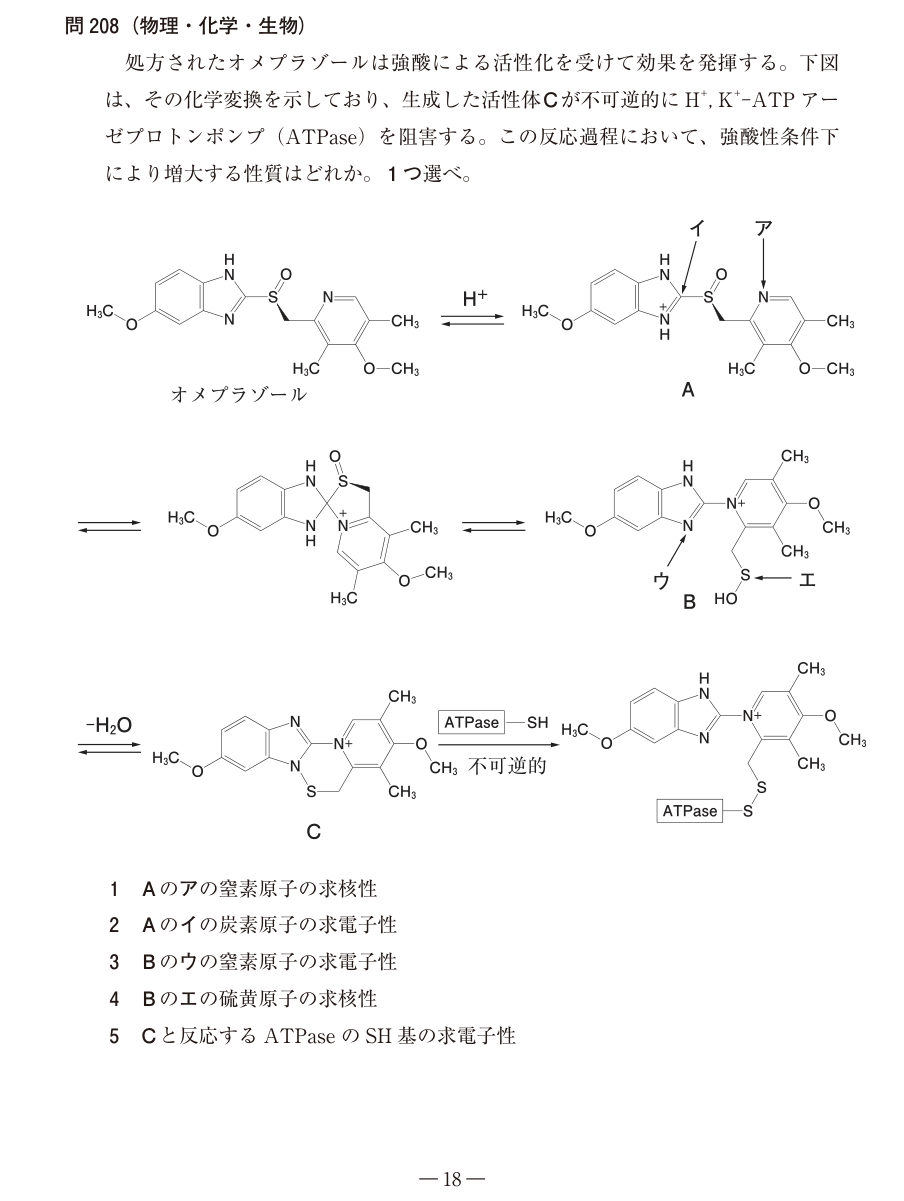 問 208（物理・化学・生物）
処方されたオメプラゾールは強酸による活性化を受けて効果を発揮する。下図
は、その化学変換を示しており、生成した活性体Cが不可逆的に H⁺, K⁺−ATP アー
ゼプロトンポンプ（ATPase）を阻害する。この反応過程において、強酸性条件下
により増大する性質はどれか。1つ選べ。
イ ア
H N N S O N H₃C O CH₃ H₃C O CH₃
H⁺
H N N H + S O N H₃C O CH₃ H₃C O CH₃
オメプラゾール
A
H N N H O S N + H₃C O CH₃ O CH₃ H₃C
H N N N + CH₃ O CH₃ CH₃ H₃C O S HO
ウ エ
B
−H₂O
N N N + S CH₃ O CH₃ CH₃ H₃C O
C
ATPase SH
不可逆的
H N N N + CH₃ O CH₃ CH₃ H₃C O S S
ATPase
1 Aのアの窒素原子の求核性
2 Aのイの炭素原子の求電子性
3 Bのウの窒素原子の求電子性
4 Bのエの硫黄原子の求核性
5 Cと反応する ATPase の SH 基の求電子性
— 18 —